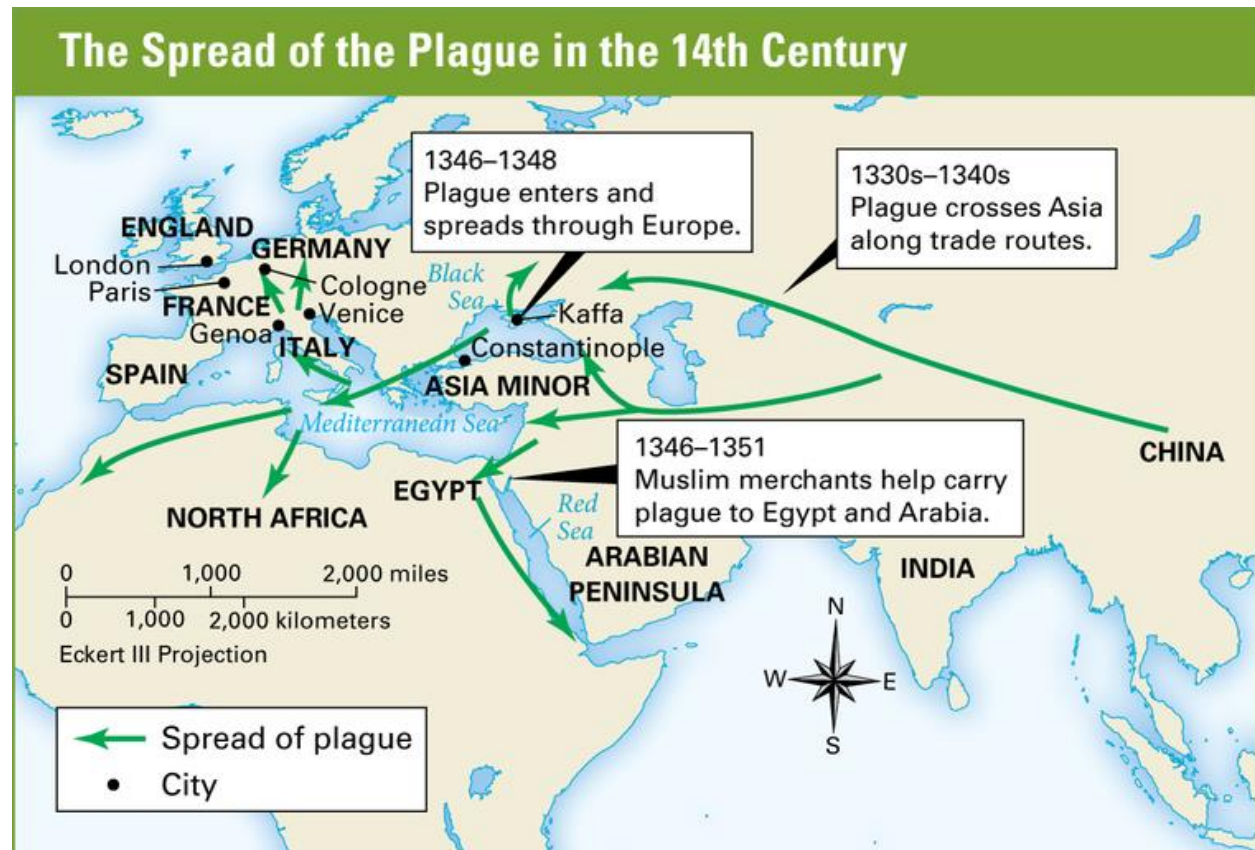 The Spread of the Plague in the 14th Century
1346–1348
Plague enters and
spreads through Europe.
1330s–1340s
Plague crosses Asia
along trade routes.
ENGLAND
GERMANY
London
Paris
Cologne
FRANCE
Venice
Genoa
ITALY
SPAIN
Black
Sea
Kaffa
Constantinople
ASIA MINOR
Mediterranean Sea
CHINA
1346–1351
Muslim merchants help carry
plague to Egypt and Arabia.
EGYPT
NORTH AFRICA
Red
Sea
ARABIAN
PENINSULA
INDIA
0 1,000 2,000 miles
0 1,000 2,000 kilometers
Eckert III Projection
N
W E
S
Spread of plague
City